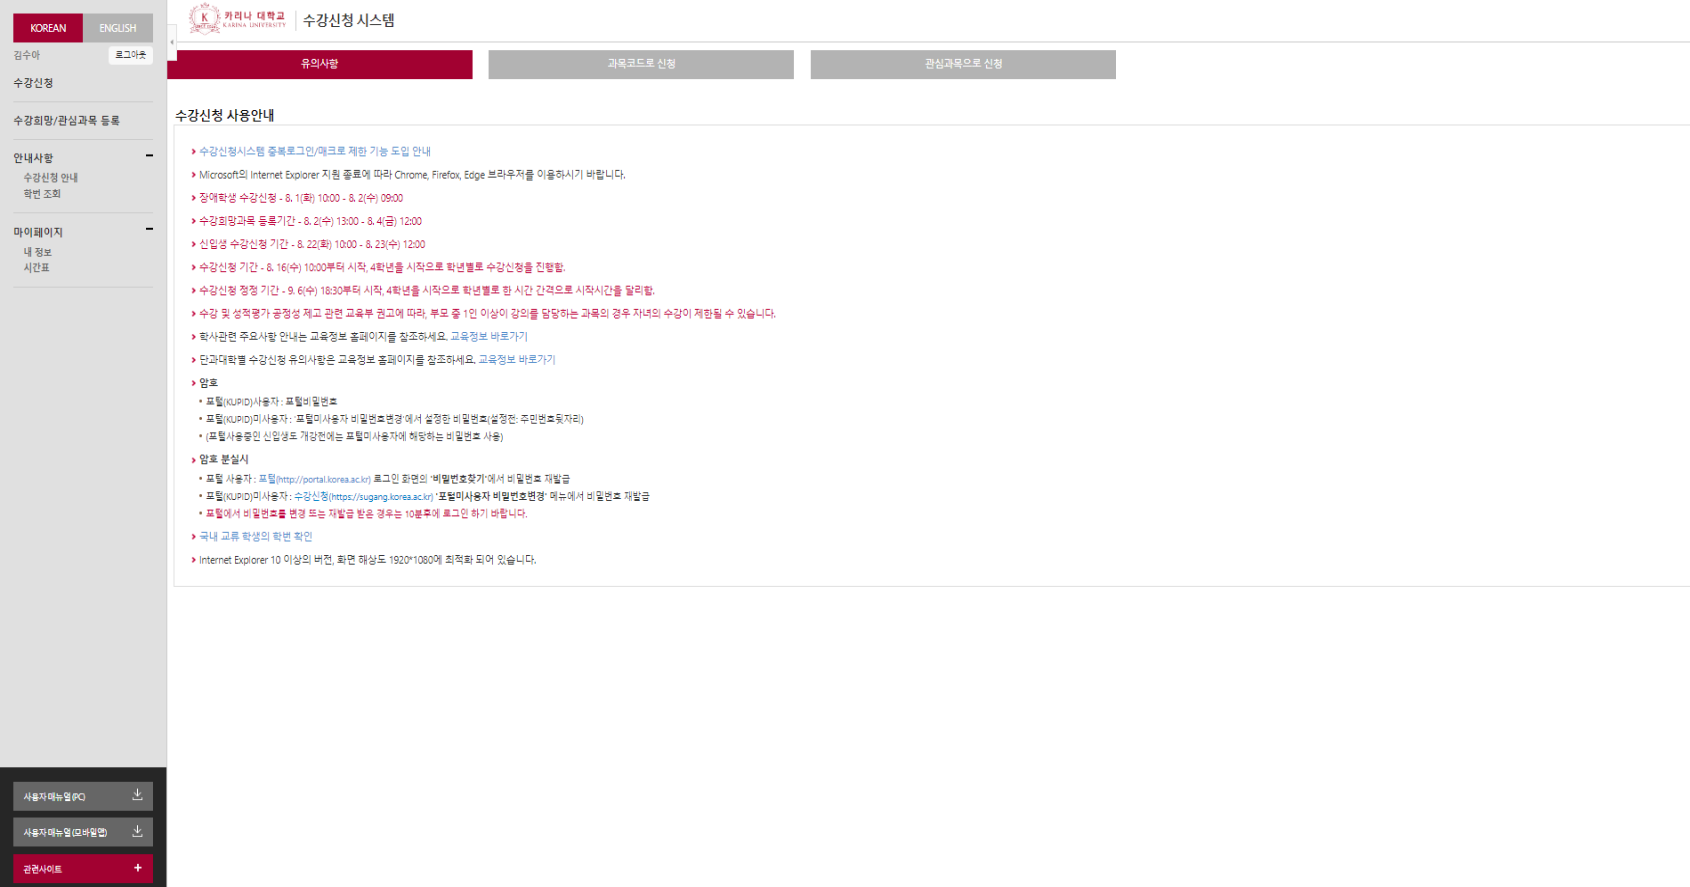 KOREAN ENGLISH
김수아 로그아웃
수강신청
수강희망/관심과목 등록
안내사항
수강신청 안내
학번 조회
마이페이지
내 정보
시간표
사용자매뉴얼(PC)
사용자매뉴얼(모바일앱)
관련사이트
카리나 대학교
KARINA UNIVERSITY
수강신청 시스템
유의사항 과목코드로 신청 관심과목으로 신청
수강신청 사용안내
수강신청시스템 중복로그인/매크로 제한 기능 도입 안내
Microsoft의 Internet Explorer 지원 종료에 따라 Chrome, Firefox, Edge 브라우저를 이용하시기 바랍니다.
장애학생 수강신청 - 8. 1(화) 10:00 - 8. 2(수) 09:00
수강희망과목 등록기간 - 8. 2(수) 13:00 - 8. 4(금) 12:00
신입생 수강신청 기간 - 8. 22(화) 10:00 - 8. 23(수) 12:00
수강신청 기간 - 8. 16(수) 10:00부터 시작, 4학년을 시작으로 학년별로 수강신청을 진행함.
수강신청 정정 기간 - 9. 6(수) 18:30부터 시작, 4학년을 시작으로 학년별로 한 시간 간격으로 시작시간을 달리함.
수강 및 성적평가 공정성 제고 관련 교육부 권고에 따라, 부모 중 1인 이상이 강의를 담당하는 과목의 경우 자녀의 수강이 제한될 수 있습니다.
학사관련 주요사항 안내는 교육정보 홈페이지를 참조하세요. 교육정보 바로가기
단과대학별 수강신청 유의사항은 교육정보 홈페이지를 참조하세요. 교육정보 바로가기
암호
• 포털(KUPID)사용자 : 포털비밀번호
• 포털(KUPID)미사용자 : '포털미사용자 비밀번호변경'에서 설정한 비밀번호(설정전: 주민번호뒷자리)
• (포털사용중인 신입생도 개강전에는 포털미사용자에 해당하는 비밀번호 사용)
암호 분실시
• 포털 사용자 : 포털(http://portal.korea.ac.kr) 로그인 화면의 '비밀번호찾기'에서 비밀번호 재발급
• 포털(KUPID)미사용자 : 수강신청(https://sugang.korea.ac.kr) '포털미사용자 비밀번호변경' 메뉴에서 비밀번호 재발급
• 포털에서 비밀번호를 변경 또는 재발급 받은 경우는 10분후에 로그인 하기 바랍니다.
국내 교류 학생의 학번 확인
Internet Explorer 10 이상의 버전, 화면 해상도 1920*1080에 최적화 되어 있습니다.